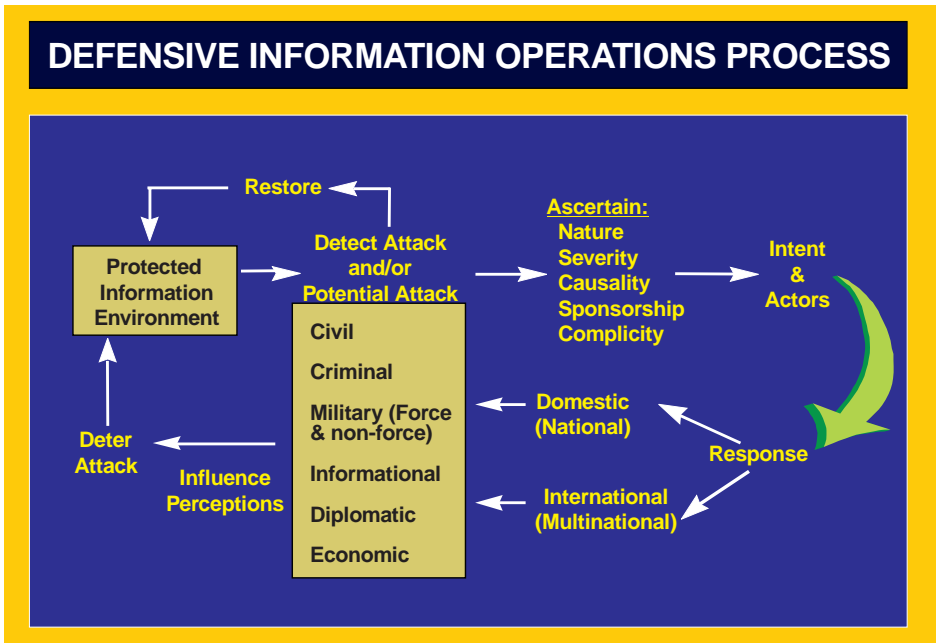 DEFENSIVE INFORMATION OPERATIONS PROCESS
Restore
Protected
Information
Environment
Detect Attack
and/or
Potential Attack
Ascertain:
Nature
Severity
Causality
Sponsorship
Complicity
Intent
&
Actors
Civil
Criminal
Military (Force
& non-force)
Informational
Diplomatic
Economic
Domestic
(National)
International
(Multinational)
Response
Influence
Perceptions
Deter
Attack